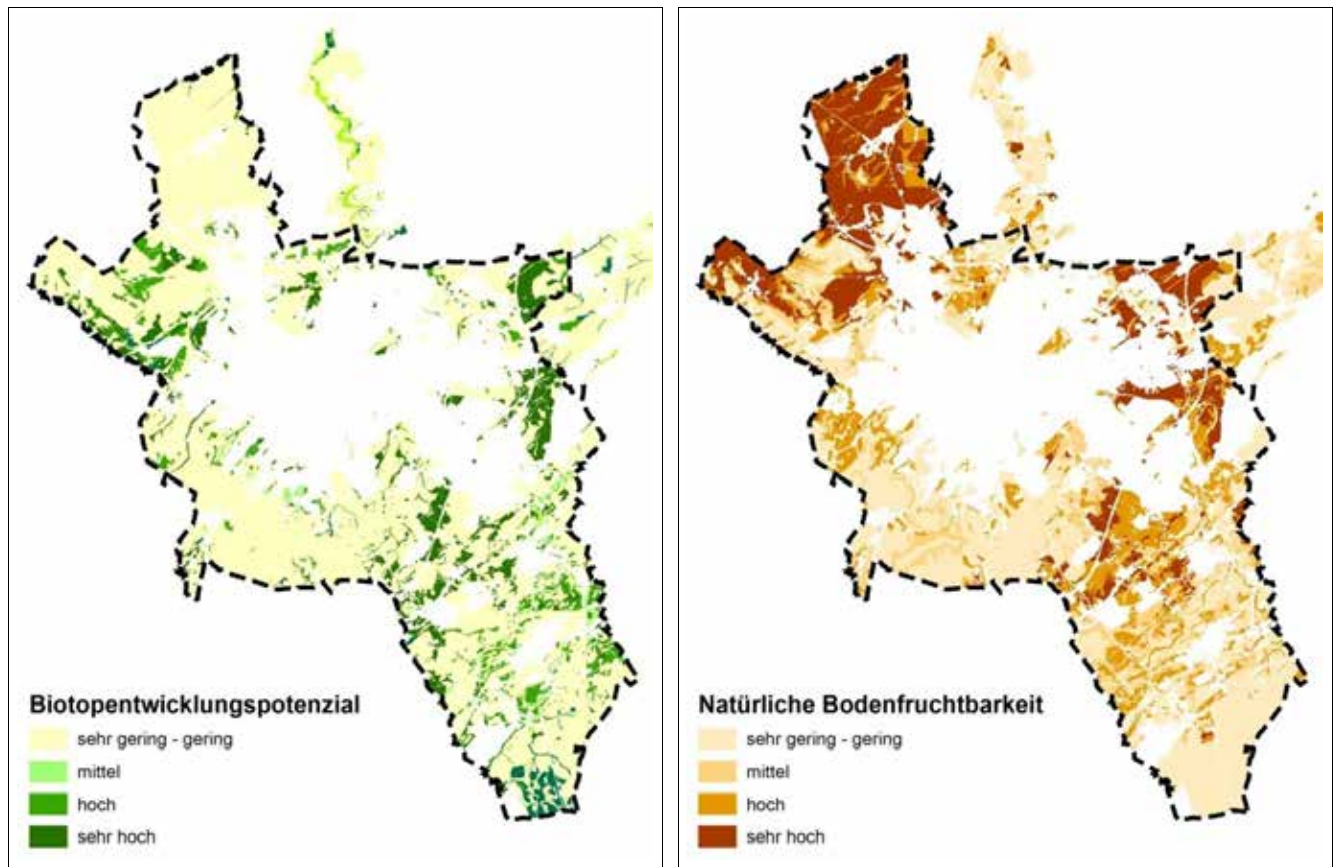 Biotopentwicklungspotenzial
sehr gering - gering
mittel
hoch
sehr hoch
Natürliche Bodenfruchtbarkeit
sehr gering - gering
mittel
hoch
sehr hoch